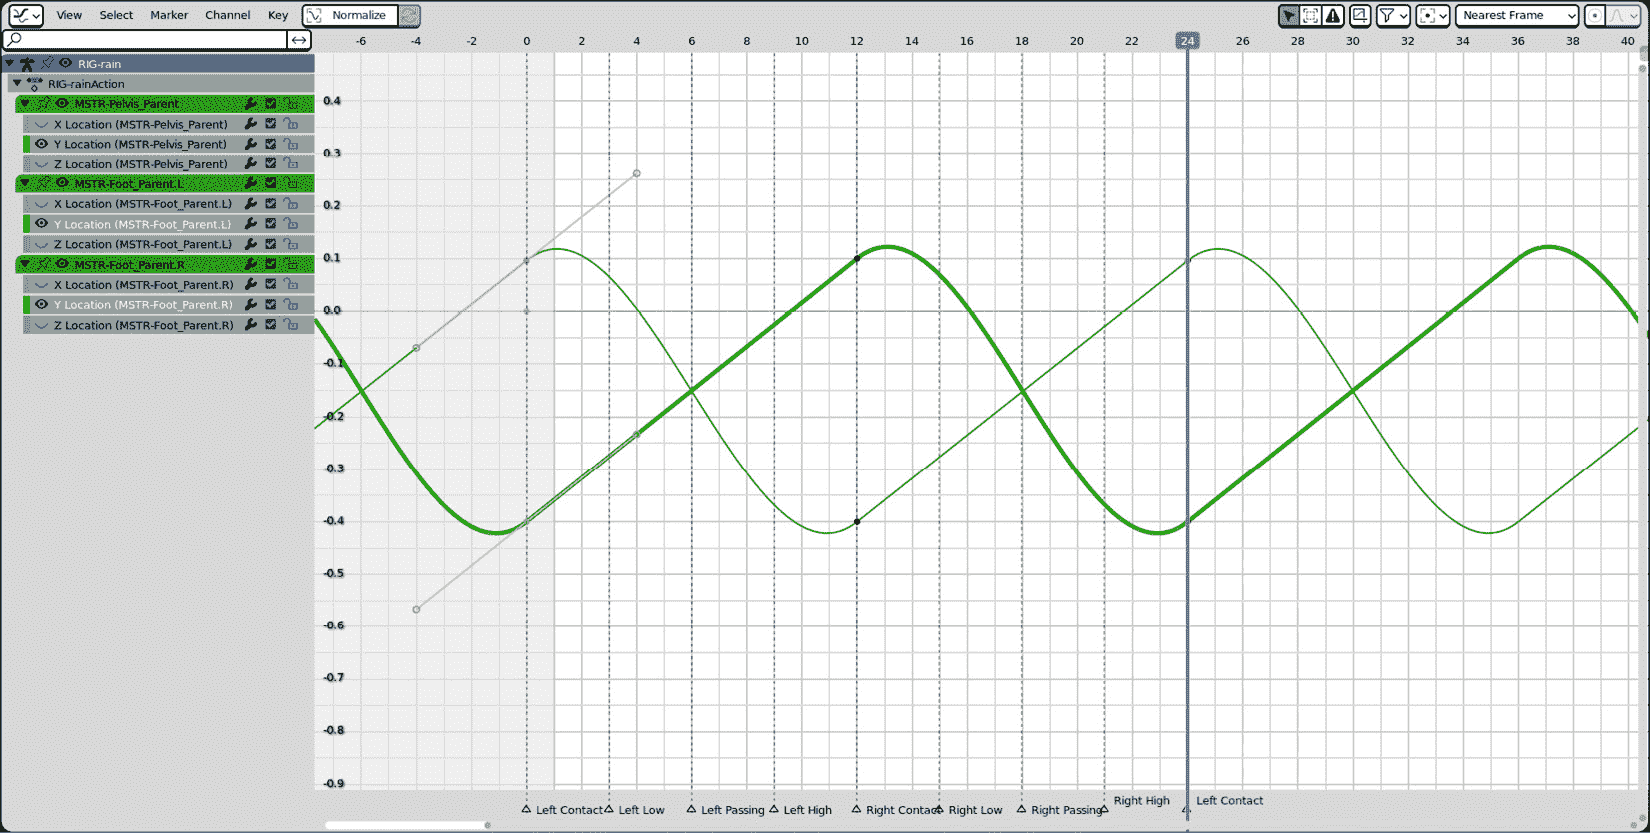 View Select Marker Channel Key Normalize Nearest Frame
-6 -4 -2 0 2 4 6 8 10 12 14 16 18 20 22 24 26 28 30 32 34 36 38 40
RIG-rain
RIG-rainAction
MSTR-Pelvis_Parent
X Location (MSTR-Pelvis_Parent)
Y Location (MSTR-Pelvis_Parent)
Z Location (MSTR-Pelvis_Parent)
MSTR-Foot_Parent.L
X Location (MSTR-Foot_Parent.L)
Y Location (MSTR-Foot_Parent.L)
Z Location (MSTR-Foot_Parent.L)
MSTR-Foot_Parent.R
X Location (MSTR-Foot_Parent.R)
Y Location (MSTR-Foot_Parent.R)
Z Location (MSTR-Foot_Parent.R)
0.4
0.3
0.2
0.1
0.0
-0.1
-0.2
-0.3
-0.4
-0.5
-0.6
-0.7
-0.8
-0.9
Left Contact Left Low Left Passing Left High Right Contact Right Low Right Passing Right High Left Contact